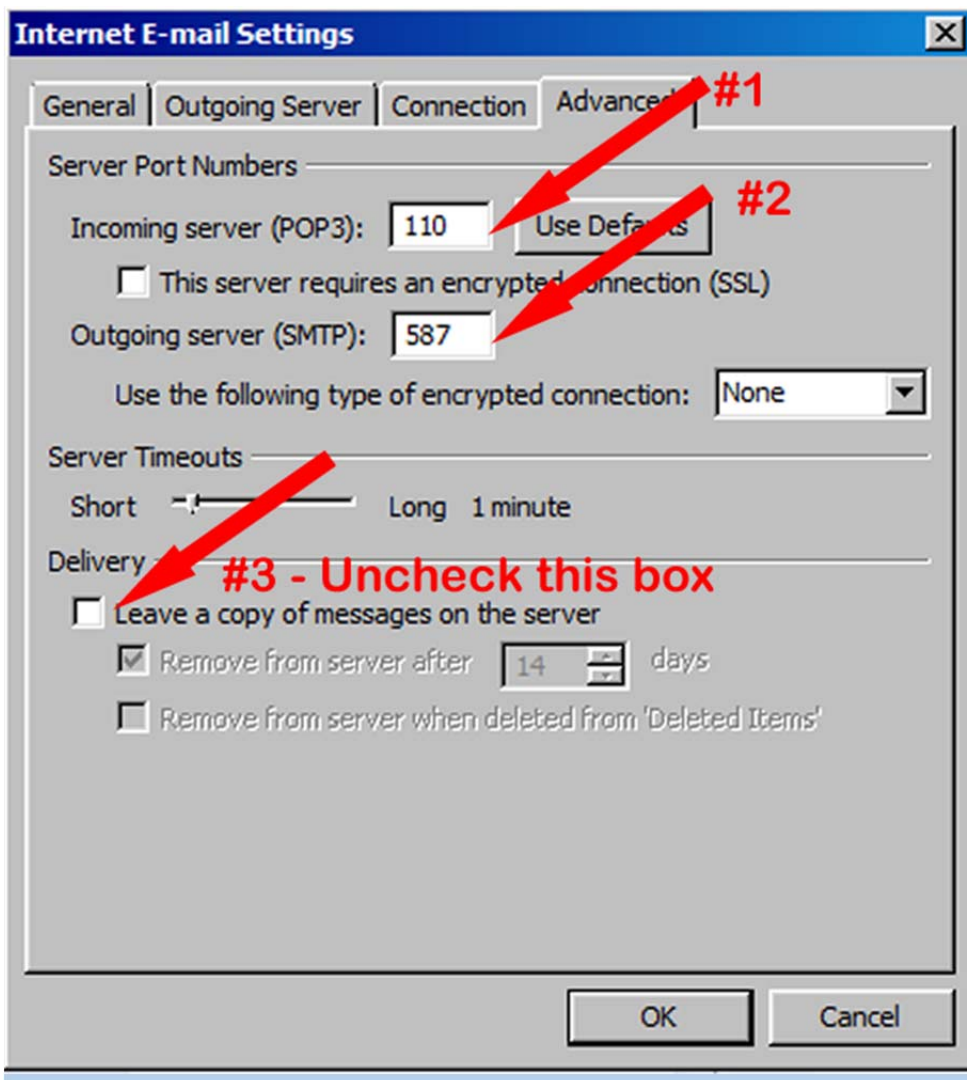 Internet E-mail Settings
General Outgoing Server Connection Advanced
#1
Server Port Numbers
#2
Incoming server (POP3): 110 Use Defaults
This server requires an encrypted connection (SSL)
Outgoing server (SMTP): 587
Use the following type of encrypted connection: None
Server Timeouts
Short Long 1 minute
Delivery
#3 - Uncheck this box
Leave a copy of messages on the server
Remove from server after 14 days
Remove from server when deleted from 'Deleted Items'
OK Cancel